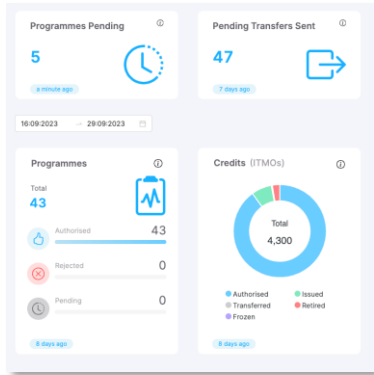 Programmes Pending
5
a minute ago
Pending Transfers Sent
47
7 days ago
16:09:2023 → 29:09:2023
Programmes
Total
43
Authorised 43
Rejected 0
Pending 0
8 days ago
Credits (ITMOs)
Total
4,300
Authorised Issued
Transferred Retired
Frozen
8 days ago